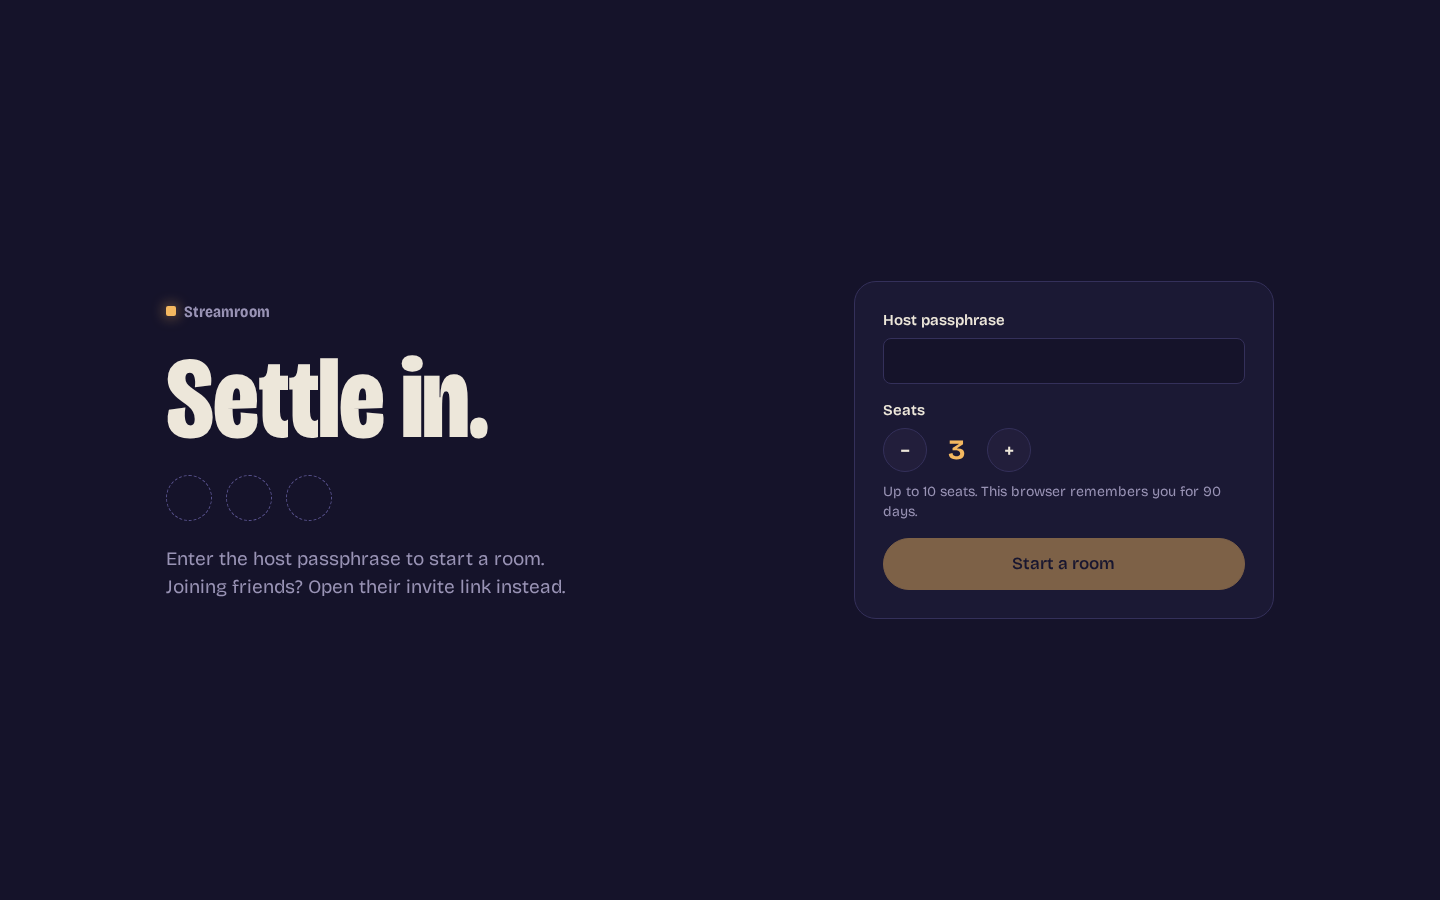 Streamroom
Settle in.
Enter the host passphrase to start a room.
Joining friends? Open their invite link instead.
Host passphrase
Seats
− 3 +
Up to 10 seats. This browser remembers you for 90
days.
Start a room